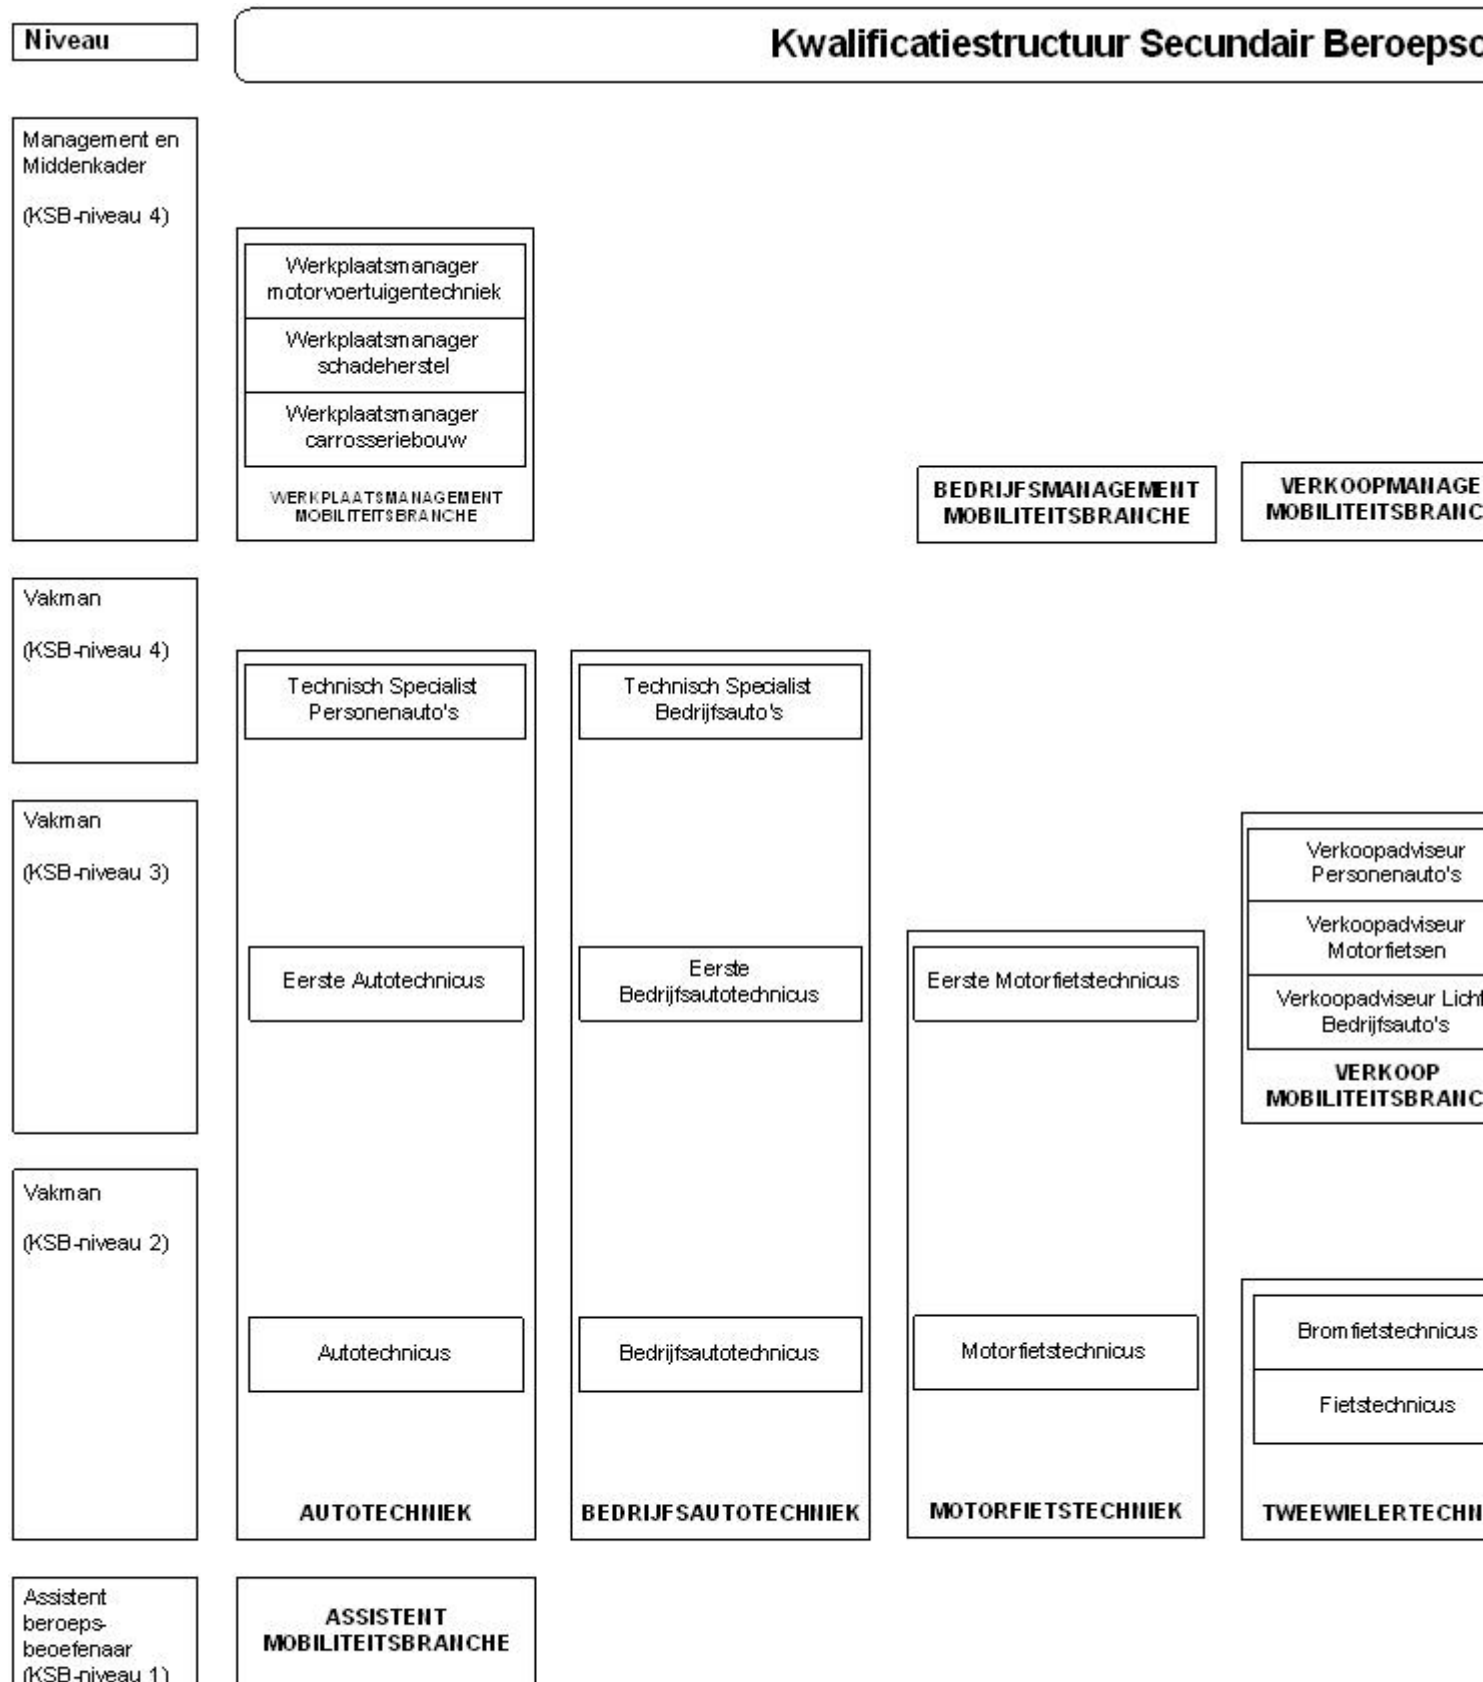 Niveau
Kwalificatiestructuur Secundair Beroepso
Management en
Middenkader
(KSB-niveau 4)
Werkplaatsmanager
motorvoertuigentechniek
Werkplaatsmanager
schadeherstel
Werkplaatsmanager
carrosseriebouw
WERKPLAATSMANAGEMENT
MOBILITEITSBRANCHE
BEDRIJFSMANAGEMENT
MOBILITEITSBRANCHE
VERKOOPMANAGE
MOBILITEITSBRANC
Vakman
(KSB-niveau 4)
Technisch Specialist
Personenauto's
Technisch Specialist
Bedrijfsauto's
Vakman
(KSB-niveau 3)
Eerste Autotechnicus
Eerste
Bedrijfsautotechnicus
Eerste Motorfietstechnicus
Verkoopadviseur
Personenauto's
Verkoopadviseur
Motorfietsen
Verkoopadviseur Licht
Bedrijfsauto's
VERKOOP
MOBILITEITSBRANC
Vakman
(KSB-niveau 2)
Autotechnicus
Bedrijfsautotechnicus
Motorfietstechnicus
Bromfietstechnicus
Fietstechnicus
AUTOTECHNIEK
BEDRIJFSAUTOTECHNIEK
MOTORFIETSTECHNIEK
TWEEWIELERTECHN
Assistent
beroeps-
beoefenaar
(KSB-niveau 1)
ASSISTENT
MOBILITEITSBRANCHE